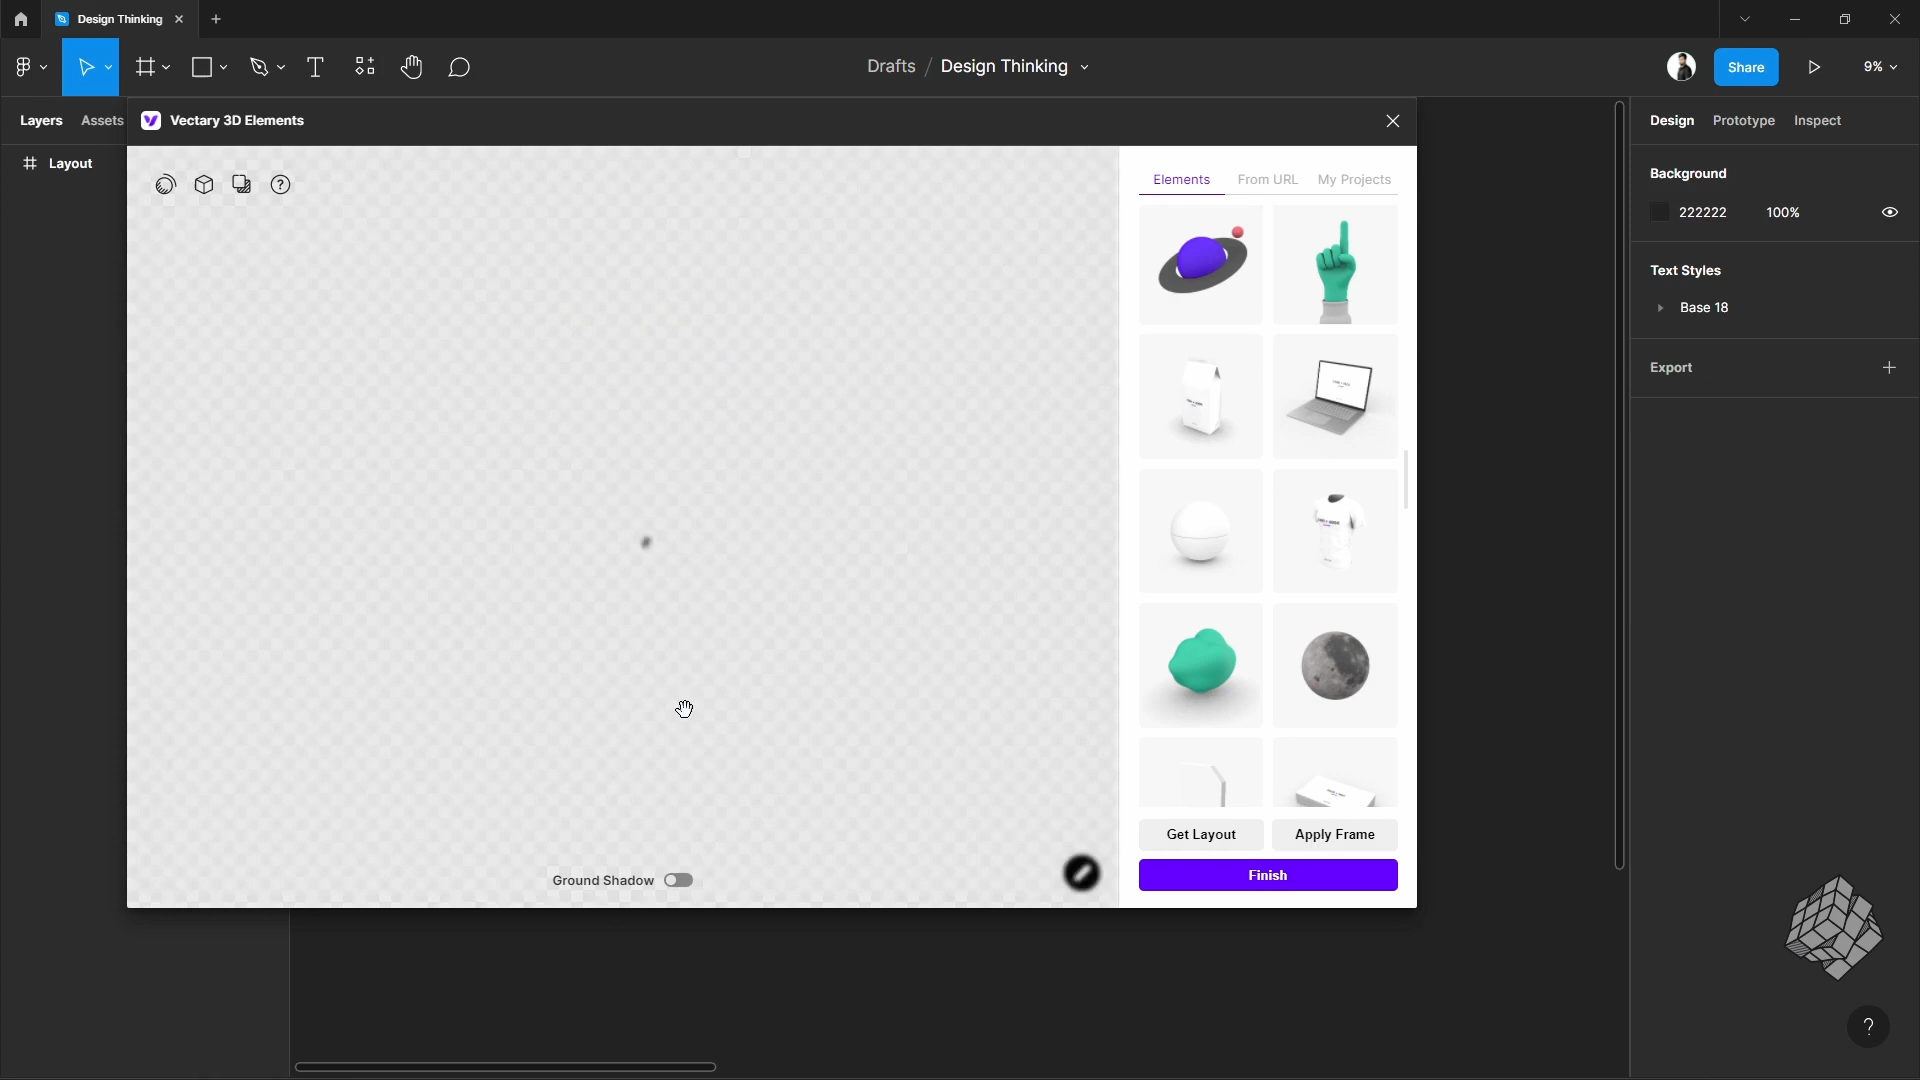 Design Thinking
Drafts / Design Thinking
Share
9%
Layers Assets
Vectary 3D Elements
Design Prototype Inspect
Layout
Background
222222 100%
Elements From URL My Projects
Text Styles
Base 18
Export
Get Layout Apply Frame
Finish
Ground Shadow
?